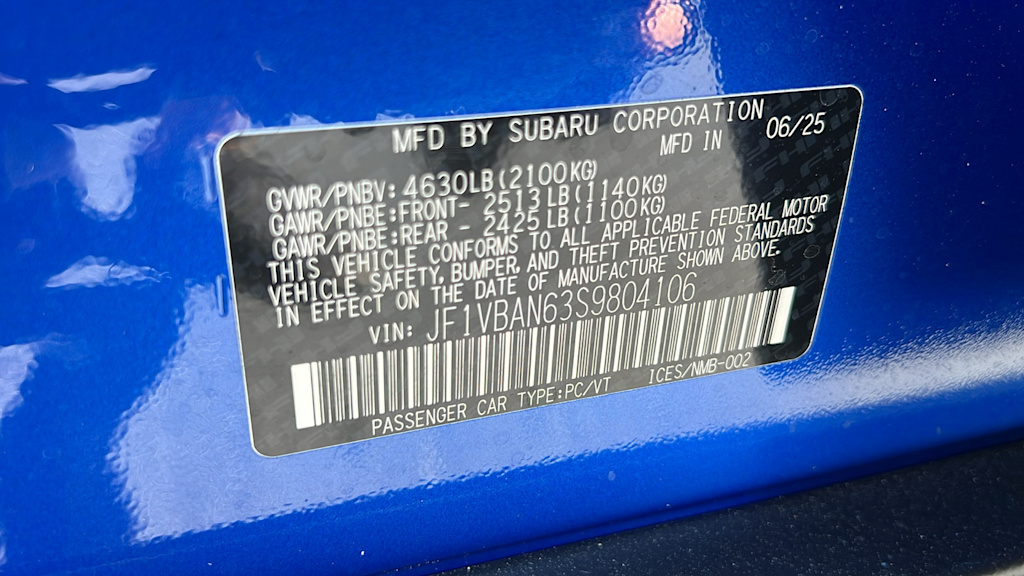 MFD BY SUBARU CORPORATION
MFD IN 06/25
GVWR/PNBV: 4630LB(2100KG)
GAWR/PNBE:FRONT- 2513LB(1140KG)
GAWR/PNBE:REAR - 2425LB(1100KG)
THIS VEHICLE CONFORMS TO ALL APPLICABLE FEDERAL MOTOR
VEHICLE SAFETY, BUMPER, AND THEFT PREVENTION STANDARDS
IN EFFECT ON THE DATE OF MANUFACTURE SHOWN ABOVE.
VIN: JF1VBAN63S9804106
PASSENGER CAR TYPE:PC/VT ICES/NMB-002